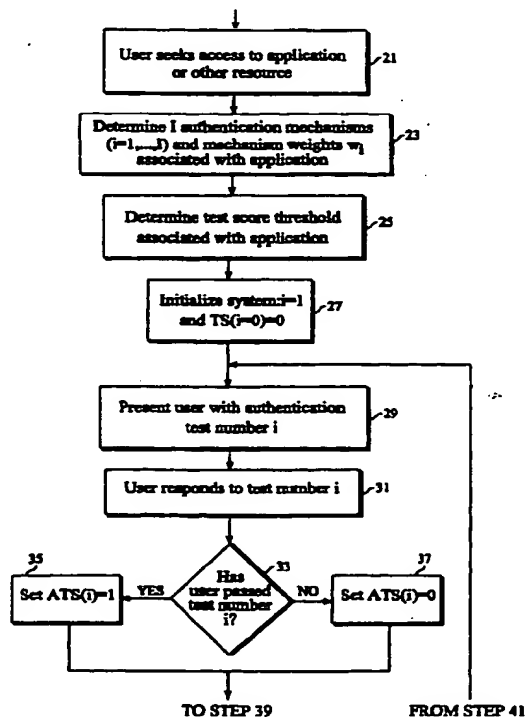 User seeks access to application
or other resource
21
Determine I authentication mechanisms
(i=1,...,I) and mechanism weights wi
associated with application
23
Determine test score threshold
associated with application
25
Initialize system:i=1
and TS(i=0)=0
27
Present user with authentication
test number i
29
User responds to test number i
31
35
33
37
Set ATS(i)=1
YES
Has
user passed
test number
i?
NO
Set ATS(i)=0
TO STEP 39
FROM STEP 41